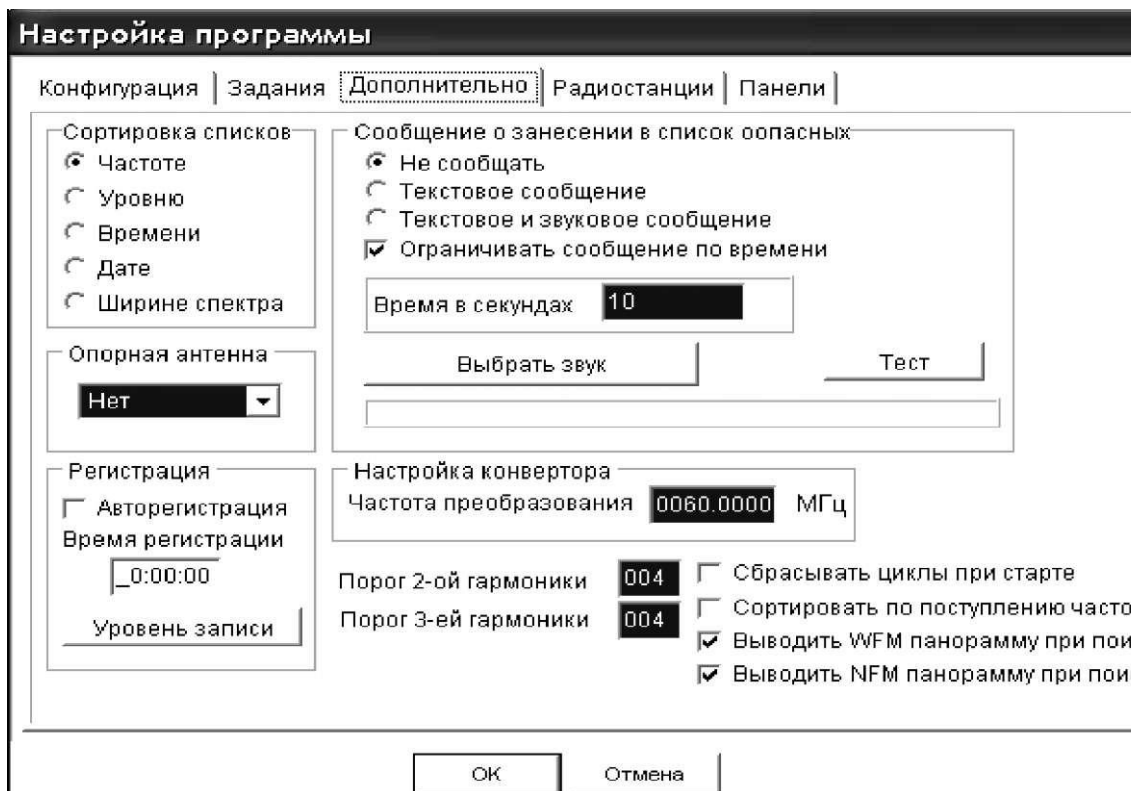 Настройка программы
Конфигурация Задания Дополнительно Радиостанции Панели
Сортировка списков
Частоте
Уровню
Времени
Дате
Ширине спектра
Сообщение о занесении в список оопасных
Не сообщать
Текстовое сообщение
Текстовое и звуковое сообщение
Ограничивать сообщение по времени
Время в секундах 10
Выбрать звук Тест
Опорная антенна
Нет
Регистрация
Авторегистрация
Время регистрации
_0:00:00
Уровень записи
Настройка конвертора
Частота преобразования 0060.0000 МГц
Порог 2-ой гармоники 004
Порог 3-ей гармоники 004
Сбрасывать циклы при старте
Сортировать по поступлению часто
Выводить WFM панорамму при пои
Выводить NFM панорамму при пои
ОК Отмена